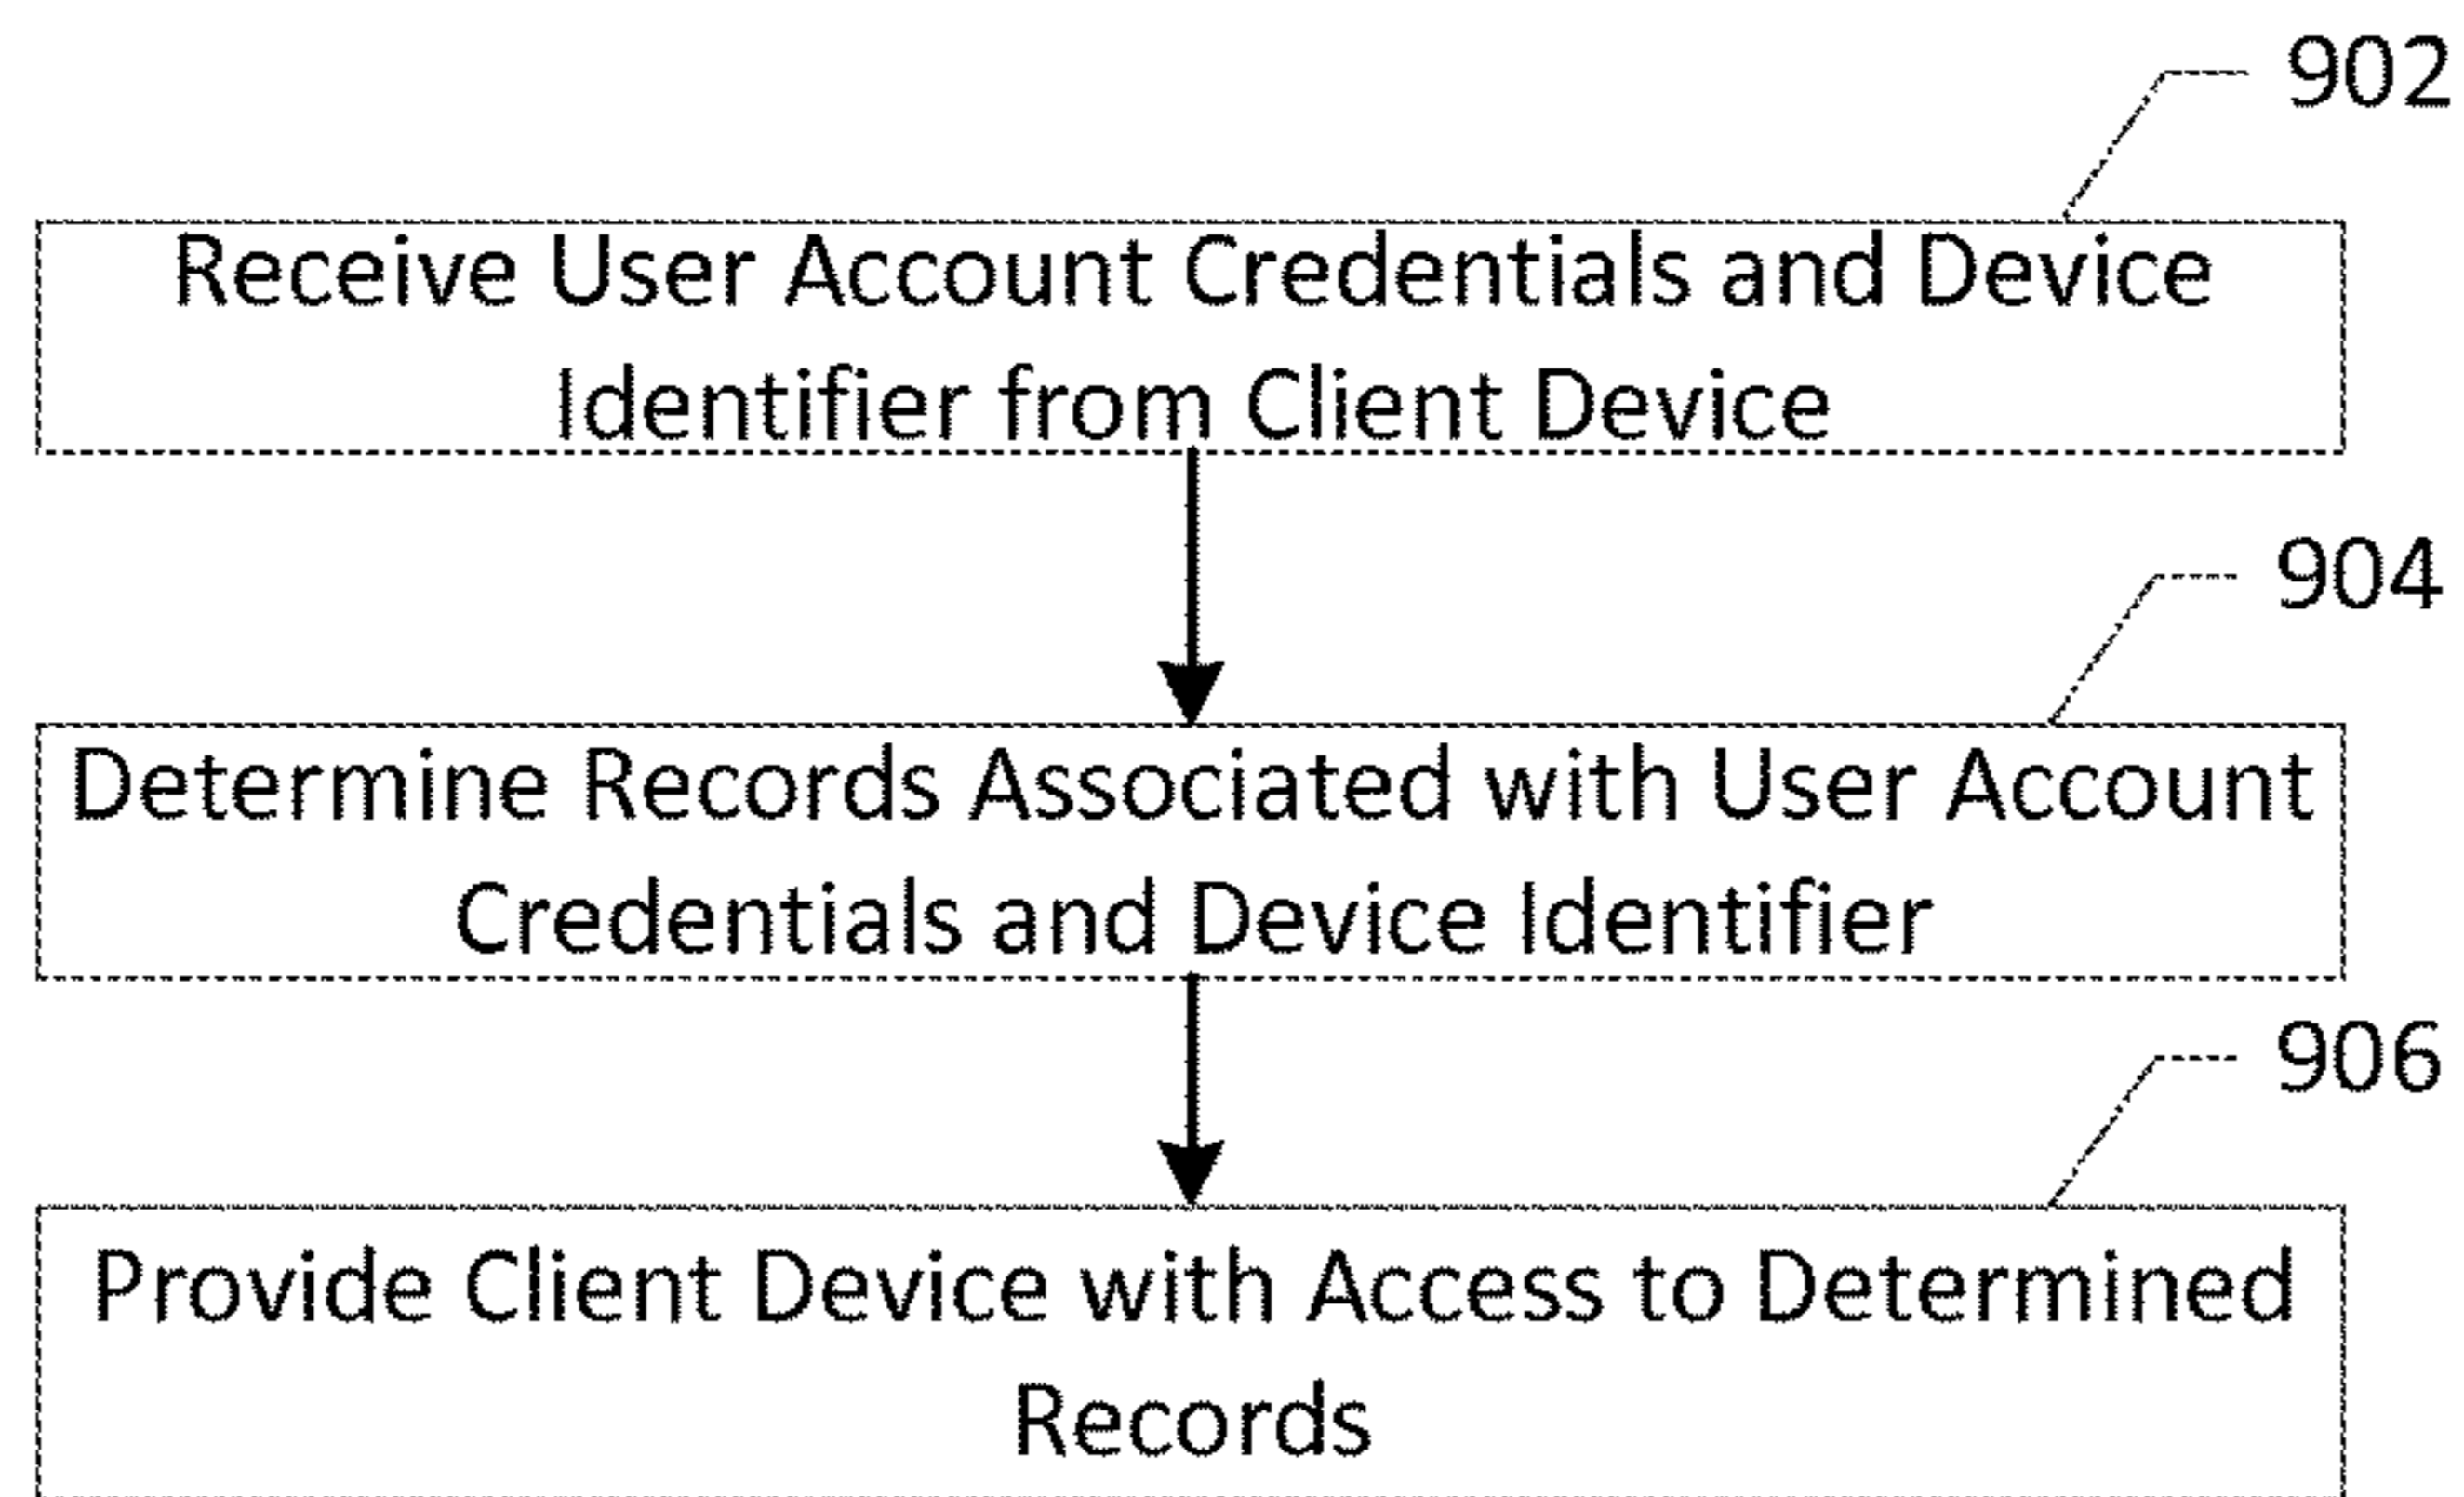 902
Receive User Account Credentials and Device
Identifier from Client Device
904
Determine Records Associated with User Account
Credentials and Device Identifier
906
Provide Client Device with Access to Determined
Records